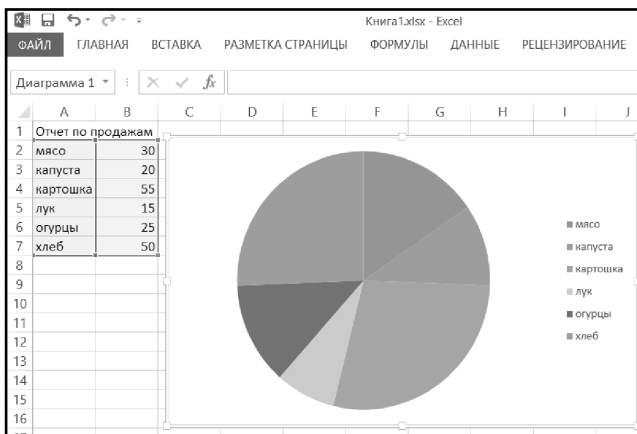 Книга1.xlsx - Excel
ФАЙЛ ГЛАВНАЯ ВСТАВКА РАЗМЕТКА СТРАНИЦЫ ФОРМУЛЫ ДАННЫЕ РЕЦЕНЗИРОВАНИЕ
Диаграмма 1 fx
A B C D E F G H I J
1 Отчет по продажам
2 мясо 30
3 капуста 20
4 картошка 55
5 лук 15
6 огурцы 25
7 хлеб 50
8
9
10
11
12
13
14
15
16
мясо
капуста
картошка
лук
огурцы
хлеб